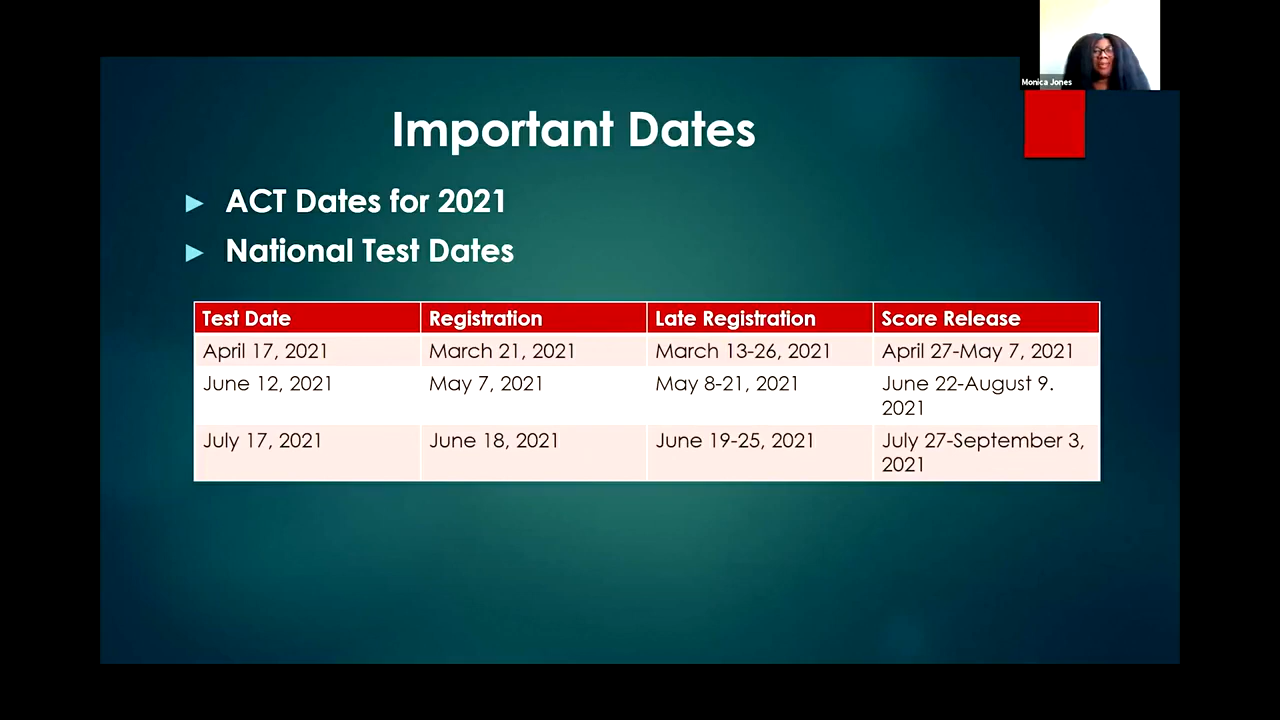 Monica Jones
Important Dates
ACT Dates for 2021
National Test Dates
Test Date Registration Late Registration Score Release
April 17, 2021 March 21, 2021 March 13-26, 2021 April 27-May 7, 2021
June 12, 2021 May 7, 2021 May 8-21, 2021 June 22-August 9.
2021
July 17, 2021 June 18, 2021 June 19-25, 2021 July 27-September 3,
2021